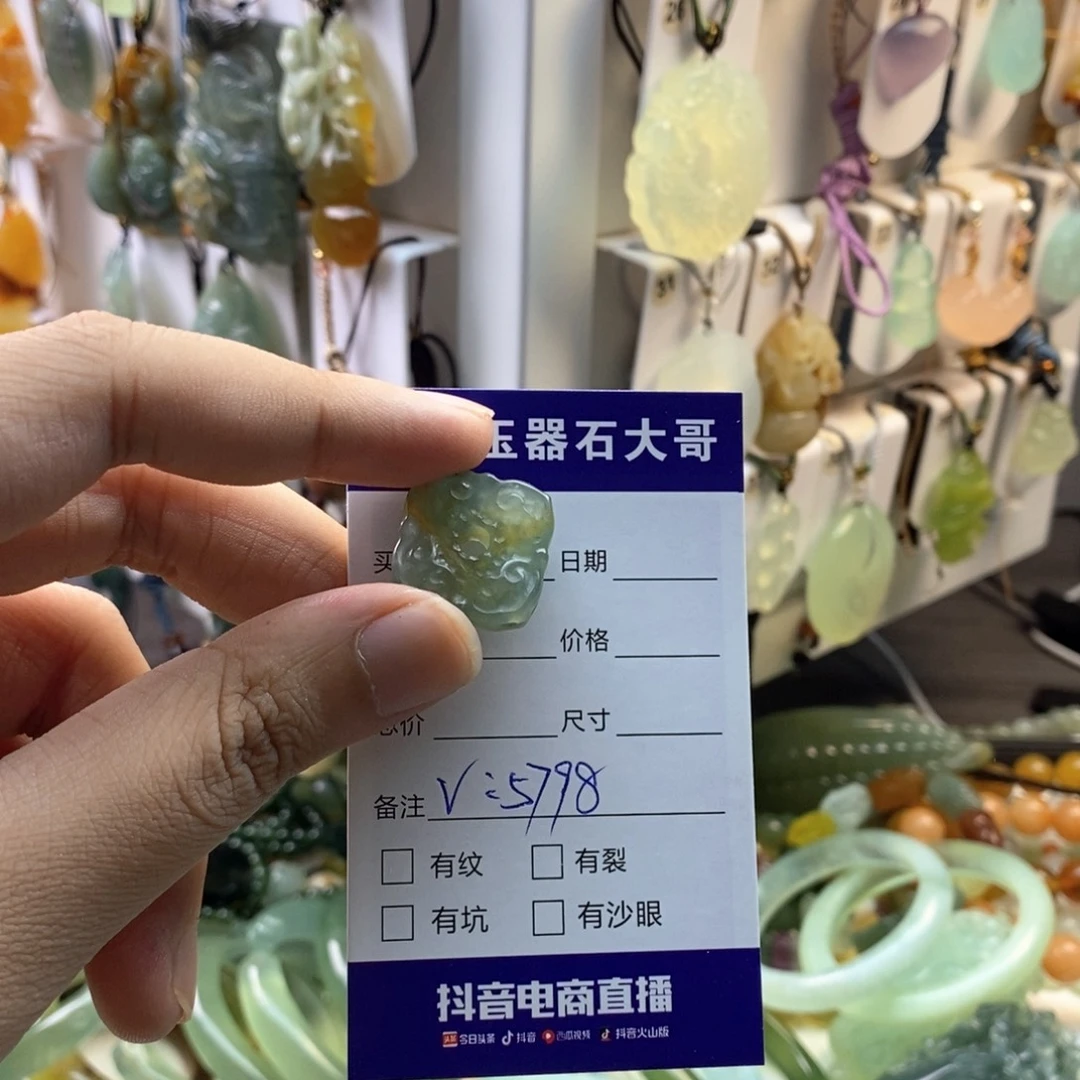 玉器石大哥
日期
价格
尺寸
备注 V:5798
有纹 有裂
有坑 有沙眼
抖音电商直播
今日头条 抖音 西瓜视频 抖音火山版